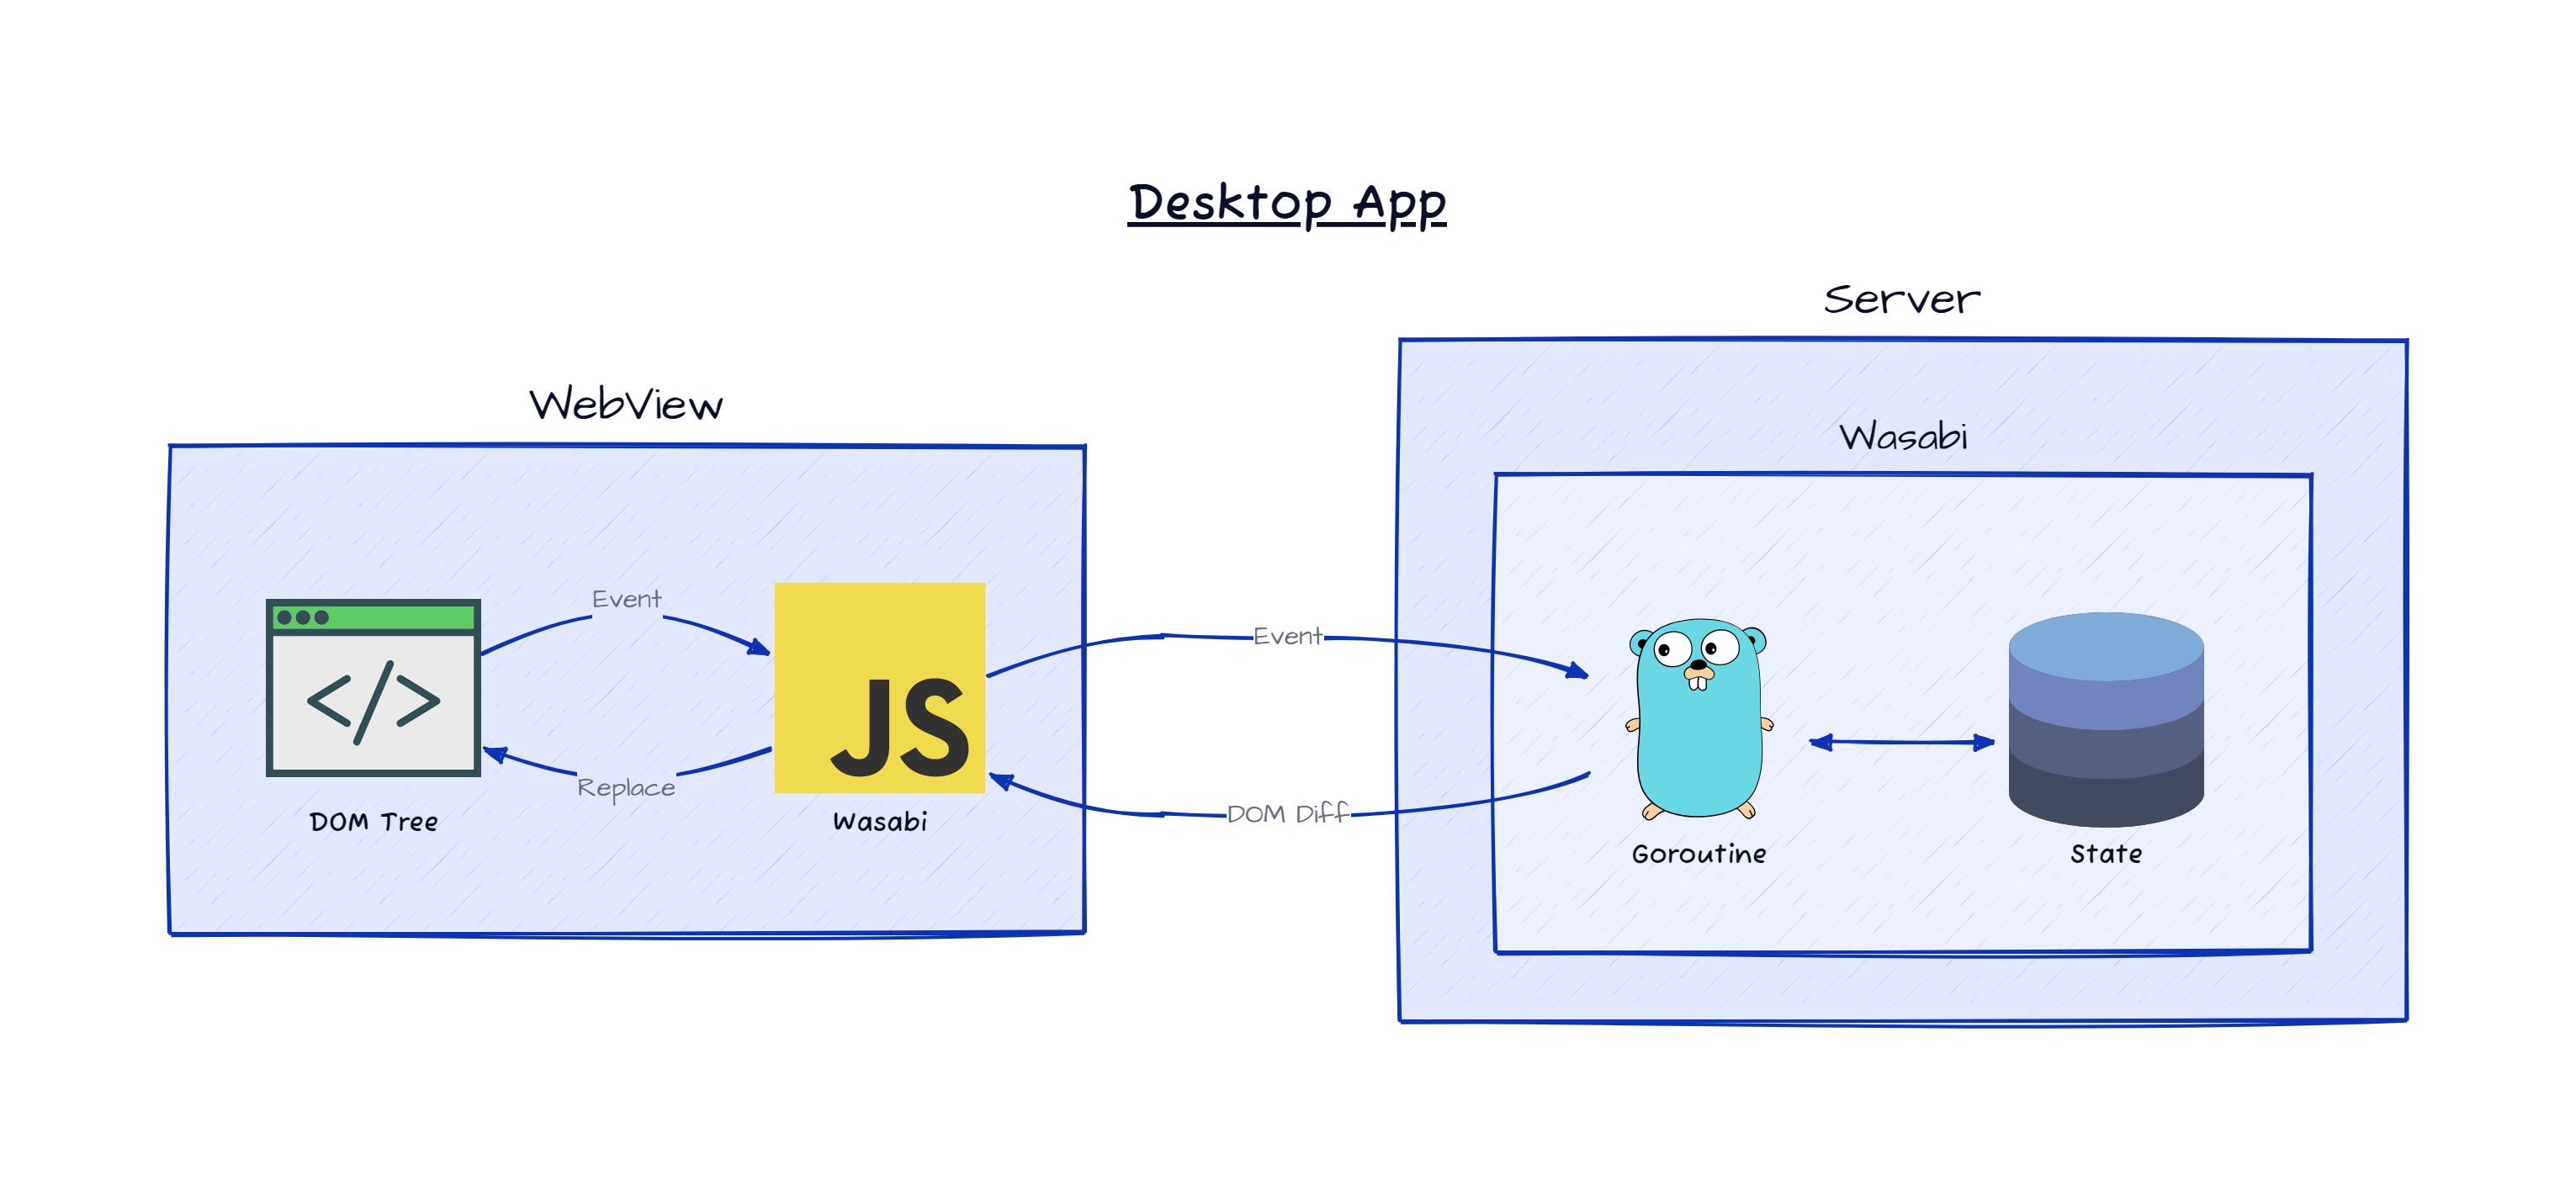 Desktop App
Server
WebView
Wasabi
Event
Event
</>
JS
Replace
DOM Diff
DOM Tree
Wasabi
Goroutine
State